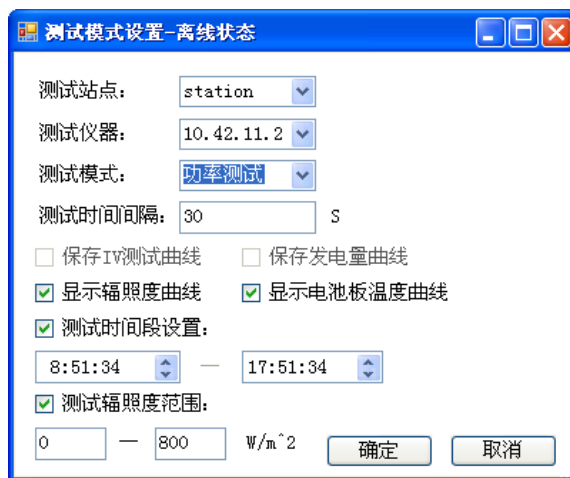 测试模式设置-离线状态
测试站点: station
测试仪器: 10.42.11.2
测试模式: 功率测试
测试时间间隔: 30 S
保存IV测试曲线 保存发电量曲线
显示辐照度曲线 显示电池板温度曲线
测试时间段设置:
8:51:34 — 17:51:34
测试辐照度范围:
0 — 800 W/m^2 确定 取消